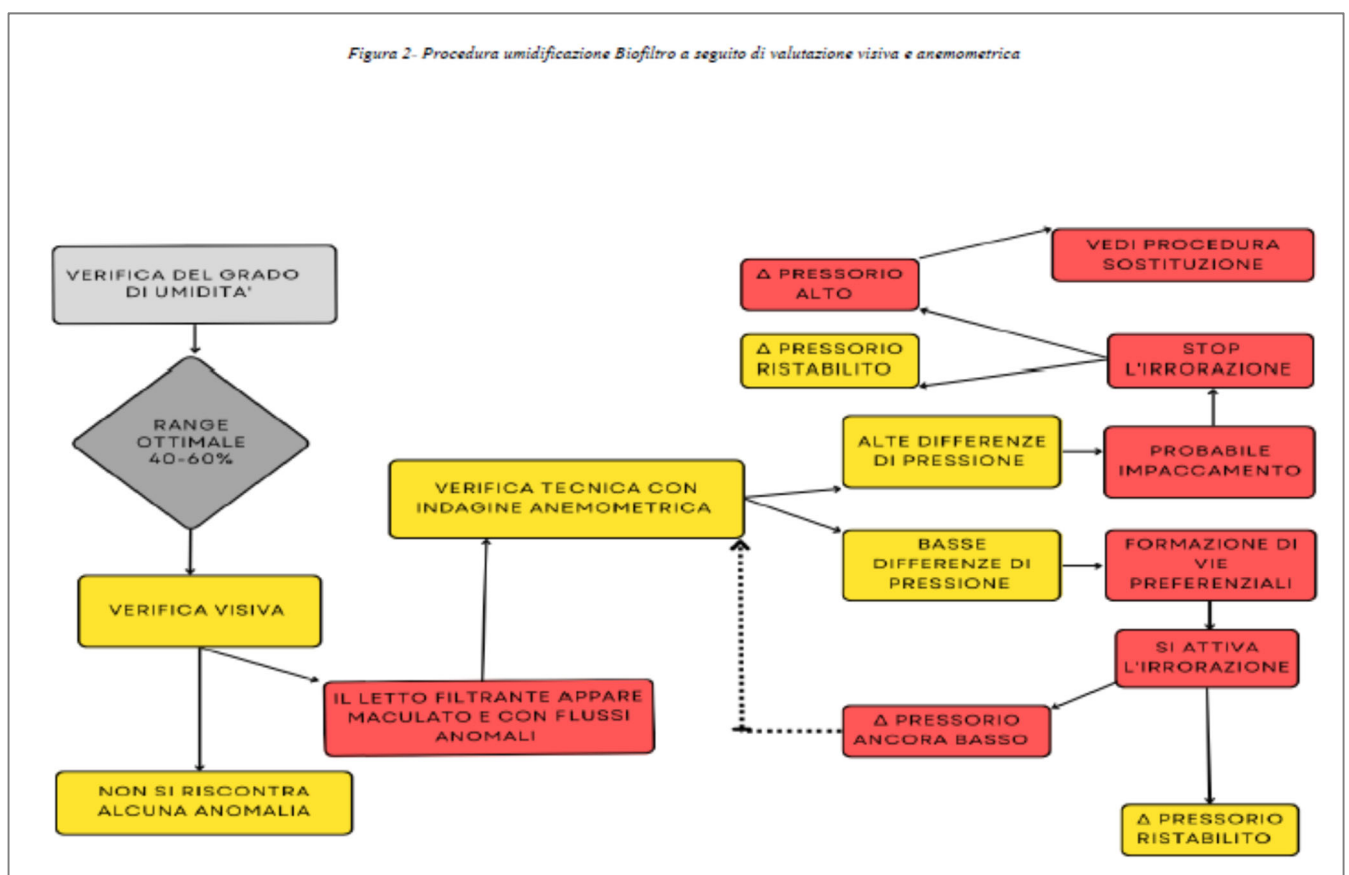 Figura 2- Procedura umidificazione Biofiltro a seguito di valutazione visiva e anemometrica
VERIFICA DEL GRADO
DI UMIDITA'
RANGE
OTTIMALE
40-60%
VERIFICA VISIVA
NON SI RISCONTRA
ALCUNA ANOMALIA
IL LETTO FILTRANTE APPARE
MACULATO E CON FLUSSI
ANOMALI
VERIFICA TECNICA CON
INDAGINE ANEMOMETRICA
ALTE DIFFERENZE
DI PRESSIONE
PROBABILE
IMPACCAMENTO
STOP
L'IRRORAZIONE
Δ PRESSORIO
ALTO
VEDI PROCEDURA
SOSTITUZIONE
Δ PRESSORIO
RISTABILITO
BASSE
DIFFERENZE DI
PRESSIONE
FORMAZIONE DI
VIE
PREFERENZIALI
SI ATTIVA
L'IRRORAZIONE
Δ PRESSORIO
ANCORA BASSO
Δ PRESSORIO
RISTABILITO